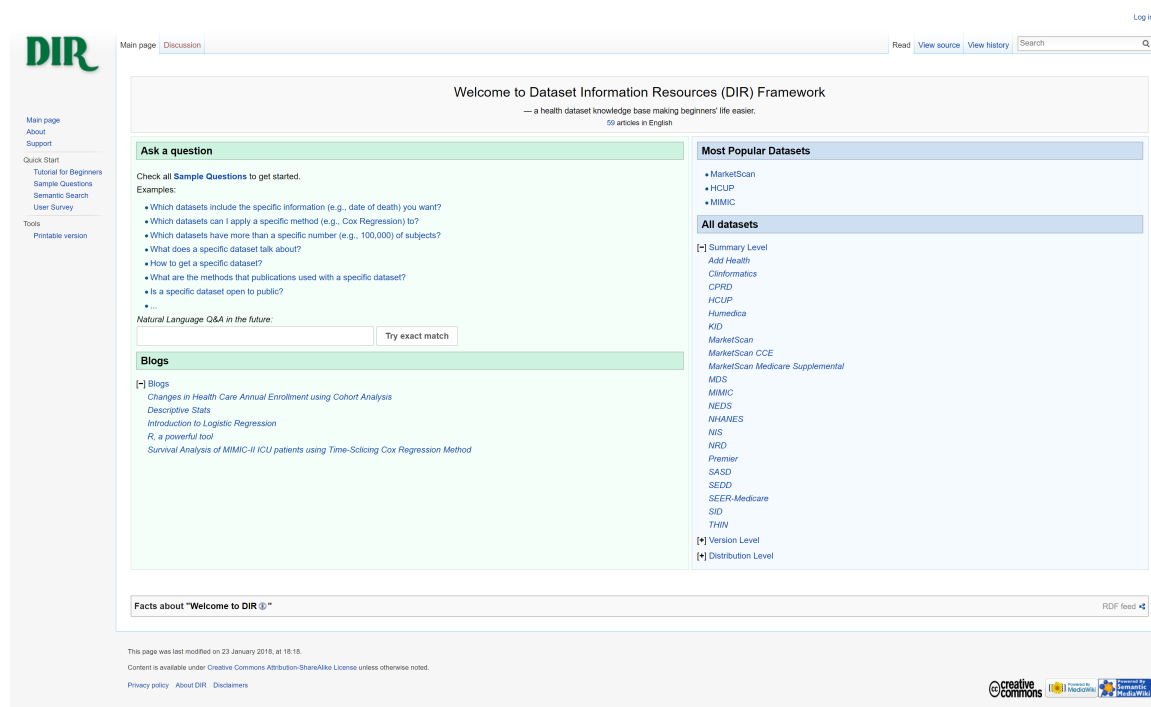 Log in
DIR
Main page Discussion
Read View source View history Search
Main page
About
Support
Quick Start
Tutorial for Beginners
Sample Questions
Semantic Search
User Survey
Tools
Printable version
Welcome to Dataset Information Resources (DIR) Framework
— a health dataset knowledge base making beginners' life easier.
59 articles in English
Ask a question
Check all Sample Questions to get started.
Examples:
• Which datasets include the specific information (e.g., date of death) you want?
• Which datasets can I apply a specific method (e.g., Cox Regression) to?
• Which datasets have more than a specific number (e.g., 100,000) of subjects?
• What does a specific dataset talk about?
• How to get a specific dataset?
• What are the methods that publications used with a specific dataset?
• Is a specific dataset open to public?
• ...
Natural Language Q&A in the future:
Try exact match
Blogs
[−] Blogs
Changes in Health Care Annual Enrollment using Cohort Analysis
Descriptive Stats
Introduction to Logistic Regression
R, a powerful tool
Survival Analysis of MIMIC-II ICU patients using Time-Sclicing Cox Regression Method
Most Popular Datasets
• MarketScan
• HCUP
• MIMIC
All datasets
[−] Summary Level
Add Health
Clinformatics
CPRD
HCUP
Humedica
KID
MarketScan
MarketScan CCE
MarketScan Medicare Supplemental
MDS
MIMIC
NEDS
NHANES
NIS
NRD
Premier
SASD
SEDD
SEER-Medicare
SID
THIN
[+] Version Level
[+] Distribution Level
Facts about "Welcome to DIR"
RDF feed
This page was last modified on 23 January 2018, at 18:18.
Content is available under Creative Commons Attribution-ShareAlike License unless otherwise noted.
Privacy policy About DIR Disclaimers
cc creative commons
Powered By MediaWiki
Powered By Semantic MediaWiki